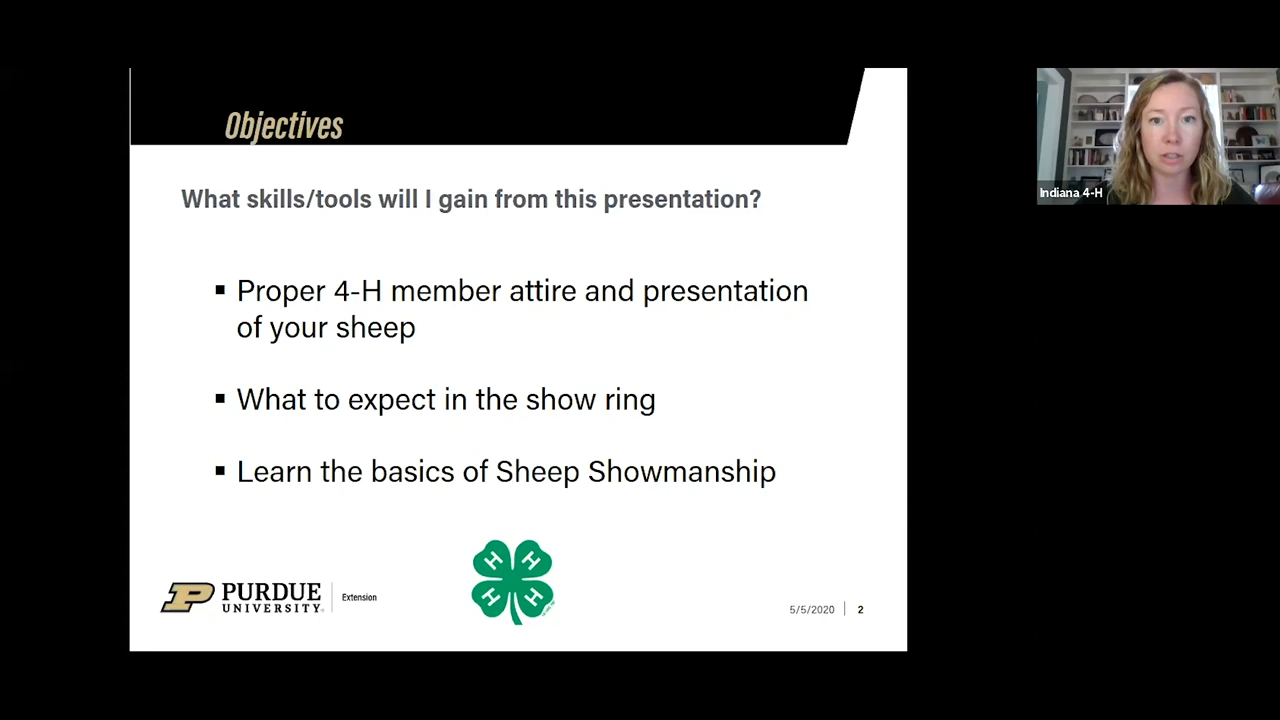 Objectives
What skills/tools will I gain from this presentation?
▪ Proper 4-H member attire and presentation
of your sheep
▪ What to expect in the show ring
▪ Learn the basics of Sheep Showmanship
H H
H H
P PURDUE
UNIVERSITY®
Extension
5/5/2020 2
Indiana 4-H